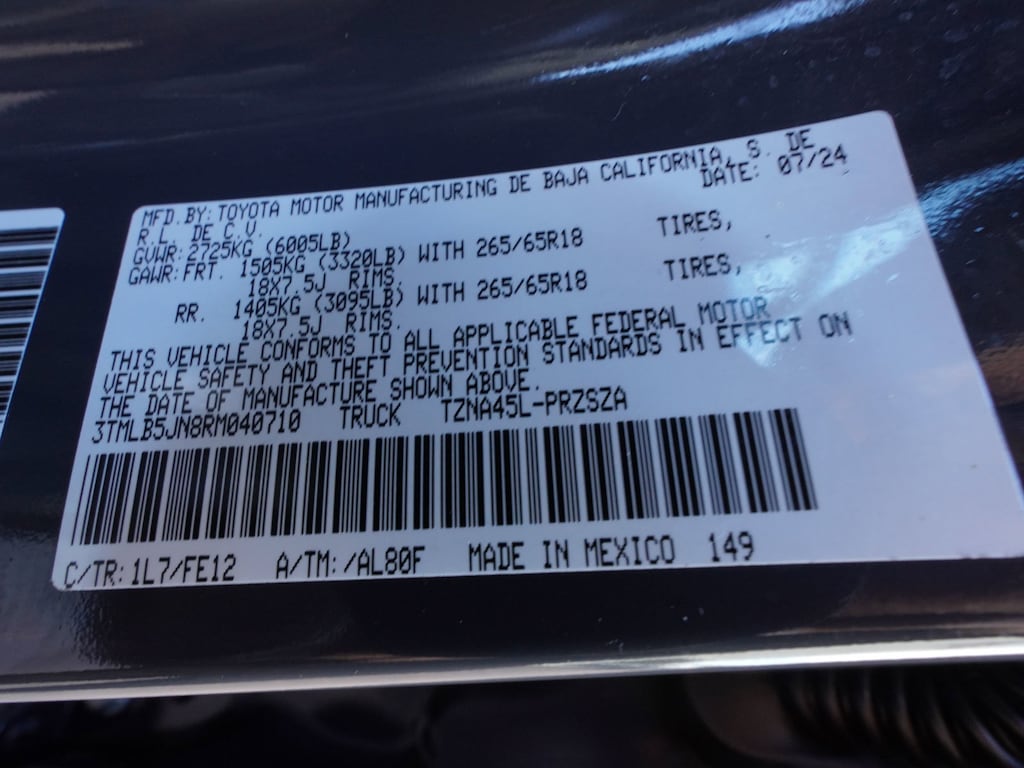 MFD. BY: TOYOTA MOTOR MANUFACTURING DE BAJA CALIFORNIA, S. DE
R.L. DE C.V. DATE: 07/24
GVWR: 2725KG (6005LB)
GAWR: FRT. 1505KG (3320LB) WITH 265/65R18 TIRES,
18X7.5J RIMS.
RR. 1405KG (3095LB) WITH 265/65R18 TIRES,
18X7.5J RIMS.
THIS VEHICLE CONFORMS TO ALL APPLICABLE FEDERAL MOTOR
VEHICLE SAFETY AND THEFT PREVENTION STANDARDS IN EFFECT ON
THE DATE OF MANUFACTURE SHOWN ABOVE.
3TMLB5JN8RM040710 TRUCK TZNA45L-PRZSZA
C/TR: 1L7/FE12 A/TM: /AL80F MADE IN MEXICO 149